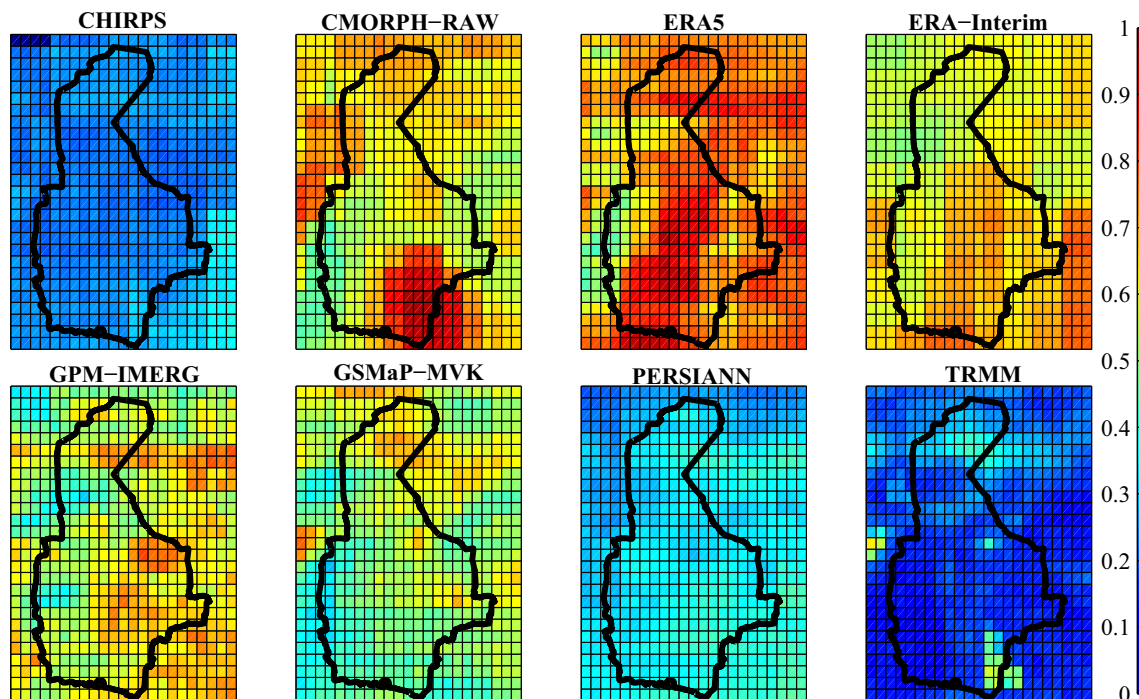 CHIRPS
CMORPH−RAW
ERA5
ERA−Interim
GPM−IMERG
GSMaP−MVK
PERSIANN
TRMM
1
0.9
0.8
0.7
0.6
0.5
0.4
0.3
0.2
0.1
0